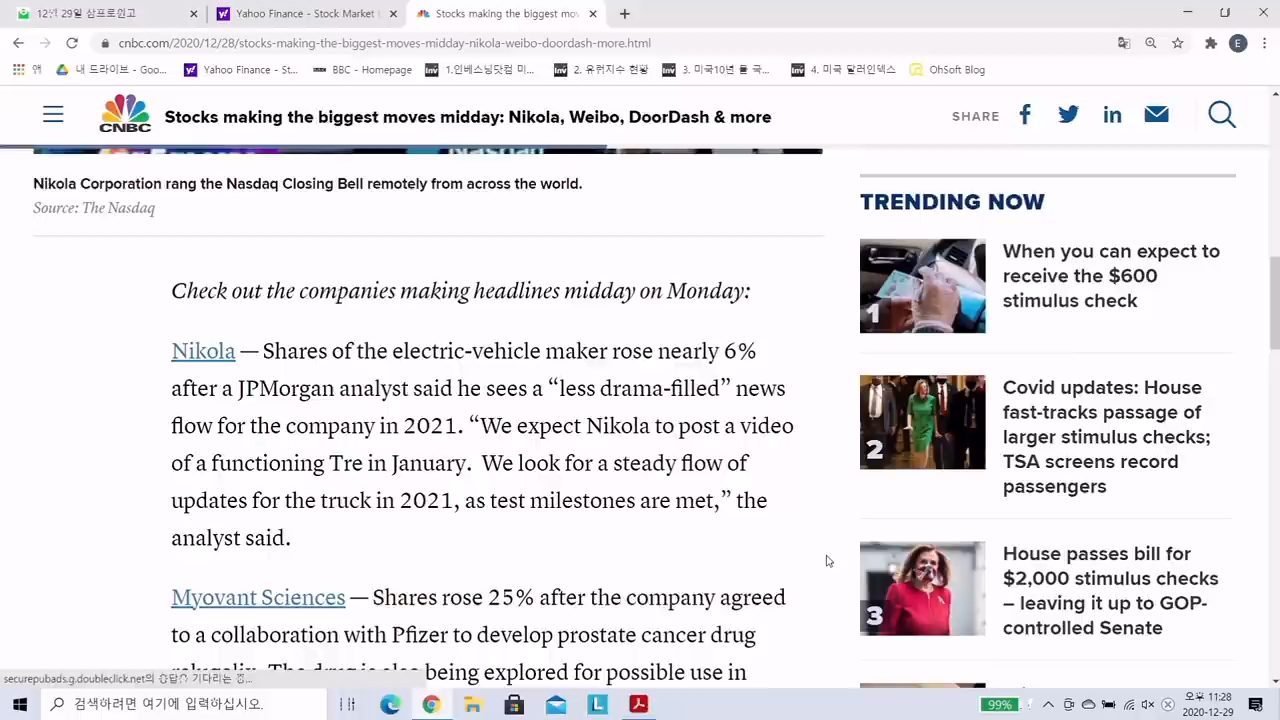 12월 29일 삼프로원고
Yahoo Finance - Stock Market
Stocks making the biggest mov
cnbc.com/2020/12/28/stocks-making-the-biggest-moves-midday-nikola-weibo-doordash-more.html
E
앱
내 드라이브 - Goo...
Yahoo Finance - St...
BBC - Homepage
1.인베스팅닷컴 미...
2. 유럽지수 현황
3. 미국10년 물 국...
4. 미국 달러인덱스
OhSoft Blog
CNBC
Stocks making the biggest moves midday: Nikola, Weibo, DoorDash & more
SHARE
Nasdaq
Nikola Corporation rang the Nasdaq Closing Bell remotely from across the world.
Source: The Nasdaq
Check out the companies making headlines midday on Monday:
Nikola — Shares of the electric-vehicle maker rose nearly 6%
after a JPMorgan analyst said he sees a “less drama-filled” news
flow for the company in 2021. “We expect Nikola to post a video
of a functioning Tre in January.  We look for a steady flow of
updates for the truck in 2021, as test milestones are met,” the
analyst said.
Myovant Sciences — Shares rose 25% after the company agreed
to a collaboration with Pfizer to develop prostate cancer drug
relugolix. The drug is also being explored for possible use in
TRENDING NOW
1
When you can expect to
receive the $600
stimulus check
2
Covid updates: House
fast-tracks passage of
larger stimulus checks;
TSA screens record
passengers
3
House passes bill for
$2,000 stimulus checks
– leaving it up to GOP-
controlled Senate
securepubads.g.doubleclick.net의 응답을 기다리는 중...
검색하려면 여기에 입력하십시오.
99%
오후 11:28
2020-12-29